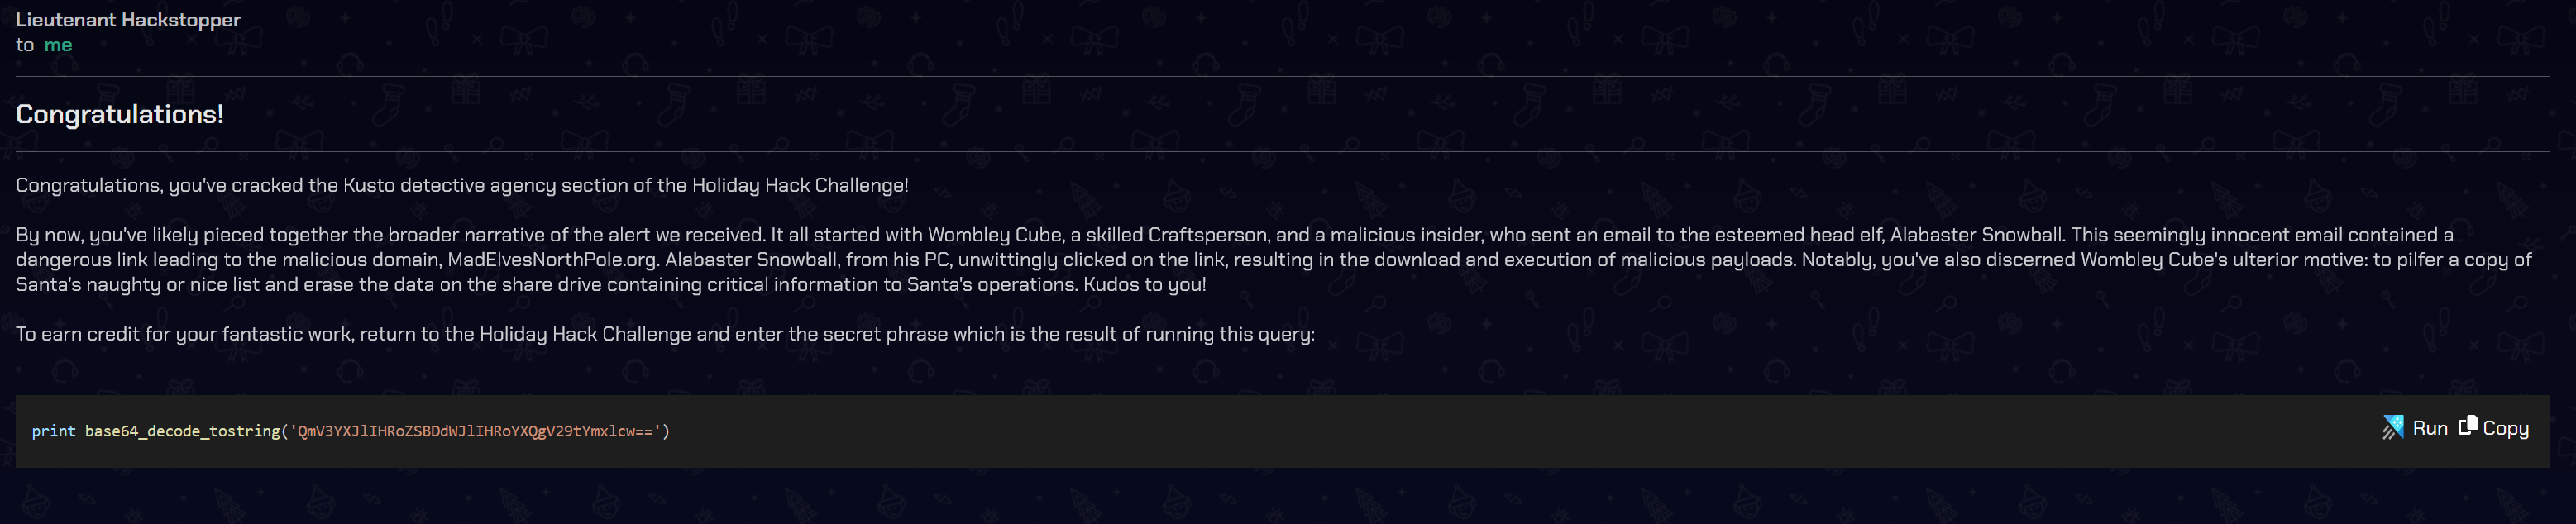 Lieutenant Hackstopper
to me
Congratulations!
Congratulations, you've cracked the Kusto detective agency section of the Holiday Hack Challenge!
By now, you've likely pieced together the broader narrative of the alert we received. It all started with Wombley Cube, a skilled Craftsperson, and a malicious insider, who sent an email to the esteemed head elf, Alabaster Snowball. This seemingly innocent email contained a
dangerous link leading to the malicious domain, MadElvesNorthPole.org. Alabaster Snowball, from his PC, unwittingly clicked on the link, resulting in the download and execution of malicious payloads. Notably, you've also discerned Wombley Cube's ulterior motive: to pilfer a copy of
Santa's naughty or nice list and erase the data on the share drive containing critical information to Santa's operations. Kudos to you!
To earn credit for your fantastic work, return to the Holiday Hack Challenge and enter the secret phrase which is the result of running this query:
print base64_decode_tostring('QmV3YXJlIHRoZSBDdWJlIHRoYXQgV29tYmxlcw==')
Run Copy